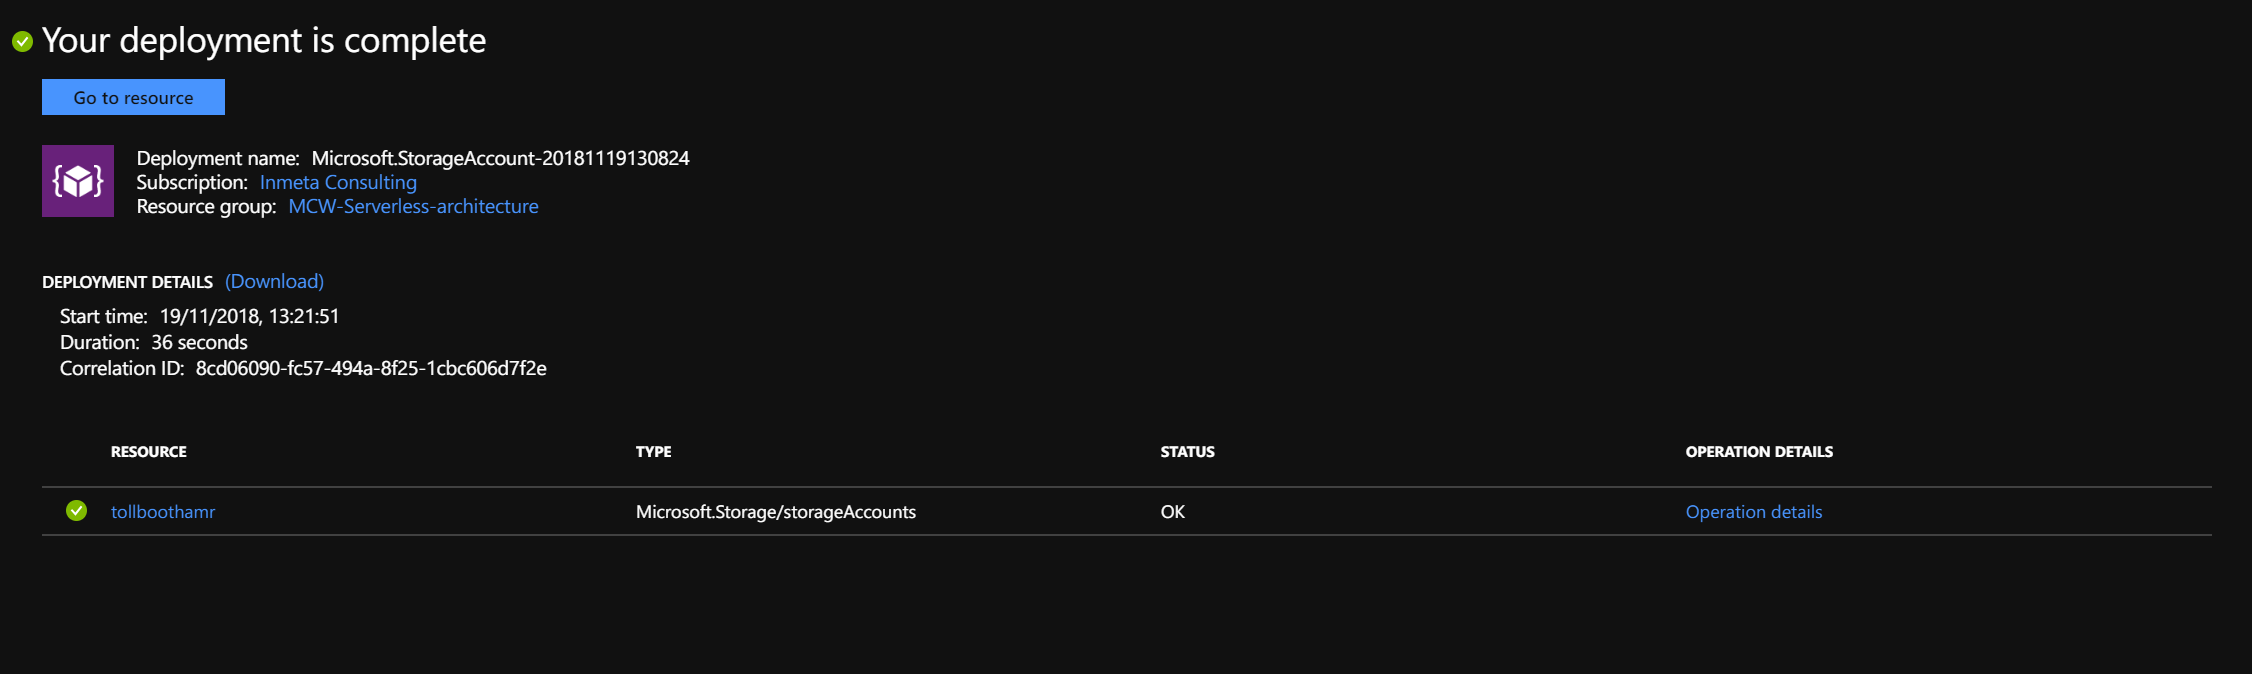 Your deployment is complete
Go to resource
Deployment name: Microsoft.StorageAccount-20181119130824
Subscription: Inmeta Consulting
Resource group: MCW-Serverless-architecture
DEPLOYMENT DETAILS (Download)
Start time: 19/11/2018, 13:21:51
Duration: 36 seconds
Correlation ID: 8cd06090-fc57-494a-8f25-1cbc606d7f2e
RESOURCE TYPE STATUS OPERATION DETAILS
tollboothamr Microsoft.Storage/storageAccounts OK Operation details